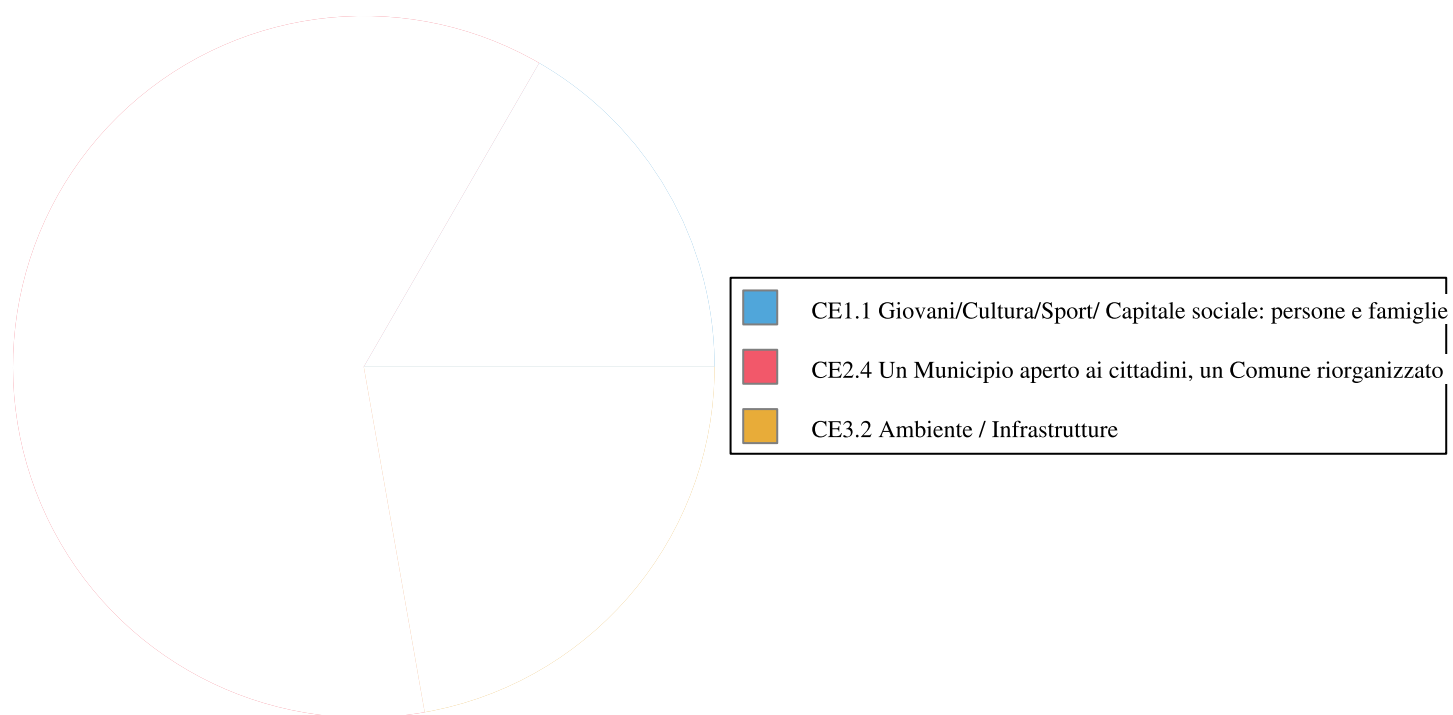 CE1.1 Giovani/Cultura/Sport/ Capitale sociale: persone e famiglie
CE2.4 Un Municipio aperto ai cittadini, un Comune riorganizzato
CE3.2 Ambiente / Infrastrutture